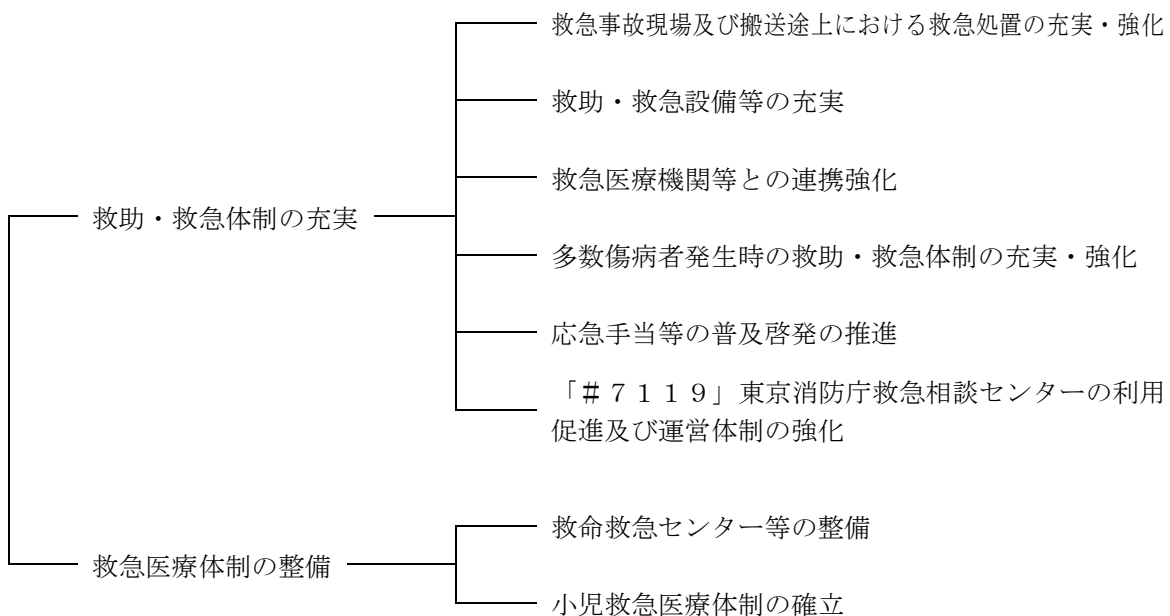 救急事故現場及び搬送途上における救急処置の充実・強化
救助・救急設備等の充実
救急医療機関等との連携強化
救助・救急体制の充実
多数傷病者発生時の救助・救急体制の充実・強化
応急手当等の普及啓発の推進
「＃７１１９」東京消防庁救急相談センターの利用
促進及び運営体制の強化
救命救急センター等の整備
救急医療体制の整備
小児救急医療体制の確立